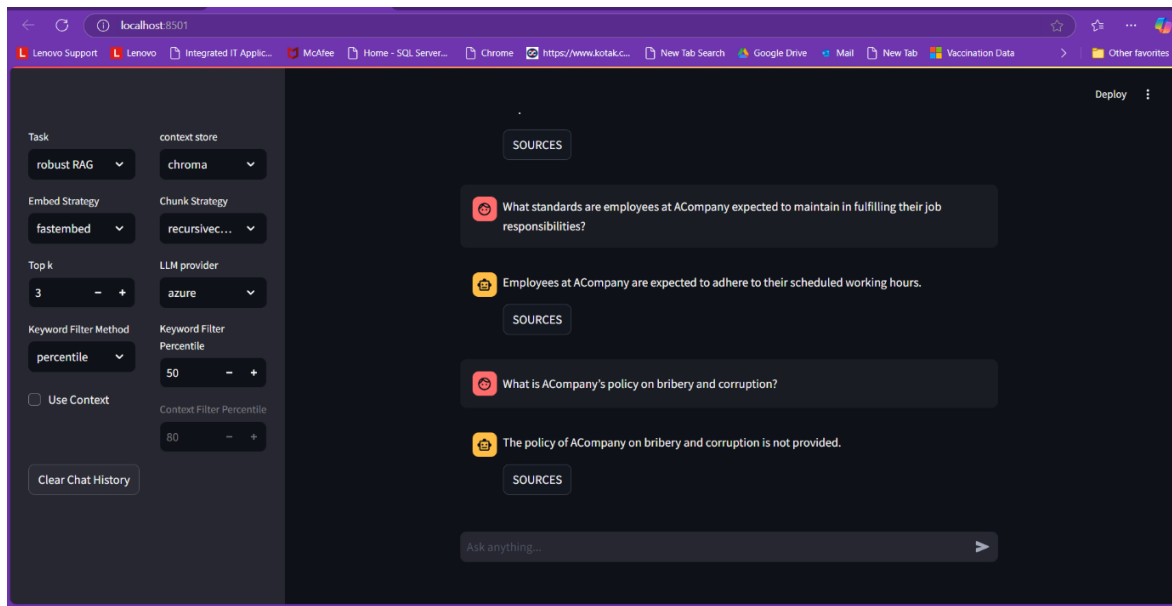 localhost:8501
Lenovo Support Lenovo Integrated IT Applic... McAfee Home - SQL Server... Chrome https://www.kotak.c... New Tab Search Google Drive Mail New Tab Vaccination Data Other favorites
Deploy
Task
context store
robust RAG
chroma
Embed Strategy
Chunk Strategy
fastembed
recursivec...
Top k
LLM provider
3 - +
azure
Keyword Filter Method
Keyword Filter
Percentile
percentile
50 - +
Use Context
Context Filter Percentile
80 - +
Clear Chat History
SOURCES
What standards are employees at ACompany expected to maintain in fulfilling their job
responsibilities?
Employees at ACompany are expected to adhere to their scheduled working hours.
SOURCES
What is ACompany's policy on bribery and corruption?
The policy of ACompany on bribery and corruption is not provided.
SOURCES
Ask anything...